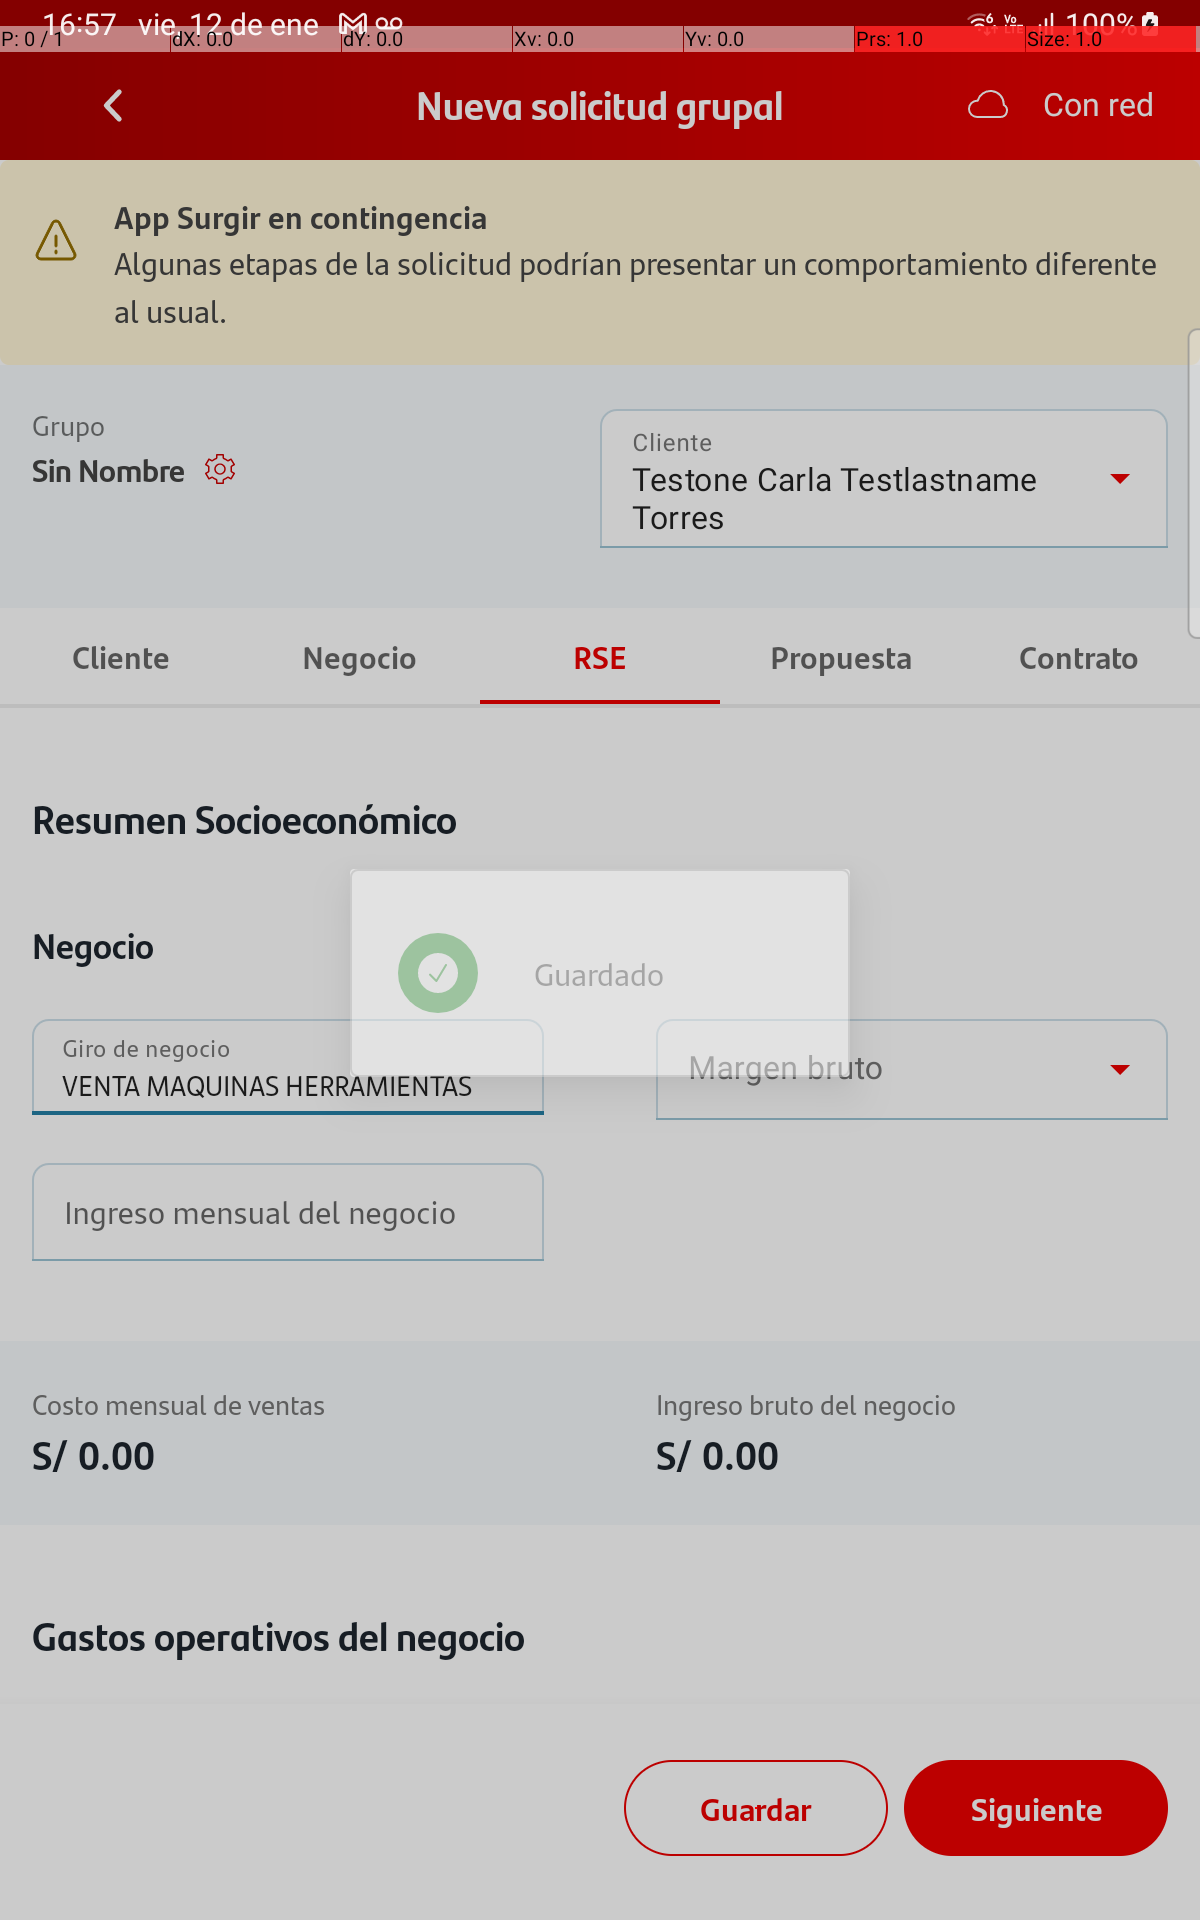 16:57 vie, 12 de ene 100%
P: 0 / 1 dX: 0.0 dY: 0.0 Xv: 0.0 Yv: 0.0 Prs: 1.0 Size: 1.0
Nueva solicitud grupal
Con red
App Surgir en contingencia
Algunas etapas de la solicitud podrían presentar un comportamiento diferente
al usual.
Grupo
Sin Nombre
Cliente
Testone Carla Testlastname
Torres
Cliente Negocio RSE Propuesta Contrato
Resumen Socioeconómico
Negocio
Guardado
Giro de negocio
VENTA MAQUINAS HERRAMIENTAS
Margen bruto
Ingreso mensual del negocio
Costo mensual de ventas
S/ 0.00
Ingreso bruto del negocio
S/ 0.00
Gastos operativos del negocio
Guardar
Siguiente